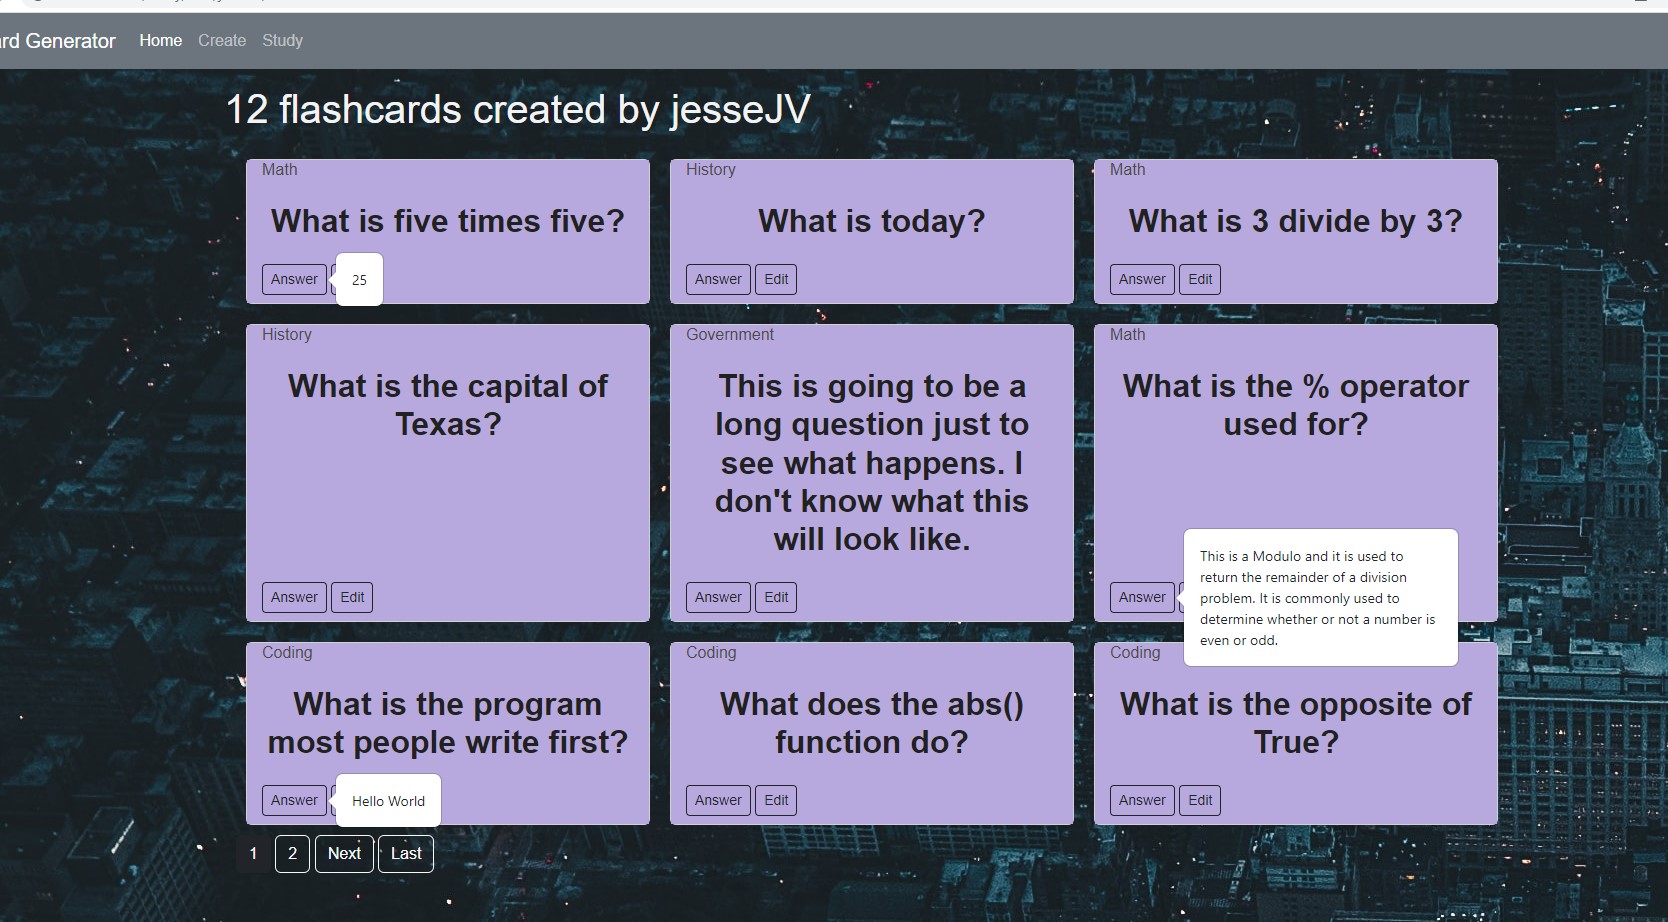 rd Generator Home Create Study
12 flashcards created by jesseJV
Math
What is five times five?
Answer
25
History
What is today?
Answer Edit
Math
What is 3 divide by 3?
Answer Edit
History
What is the capital of
Texas?
Answer Edit
Government
This is going to be a
long question just to
see what happens. I
don't know what this
will look like.
Answer Edit
Math
What is the % operator
used for?
Answer
This is a Modulo and it is used to
return the remainder of a division
problem. It is commonly used to
determine whether or not a number is
even or odd.
Coding
What is the program
most people write first?
Answer
Hello World
Coding
What does the abs()
function do?
Answer Edit
Coding
What is the opposite of
True?
Answer Edit
1 2 Next Last